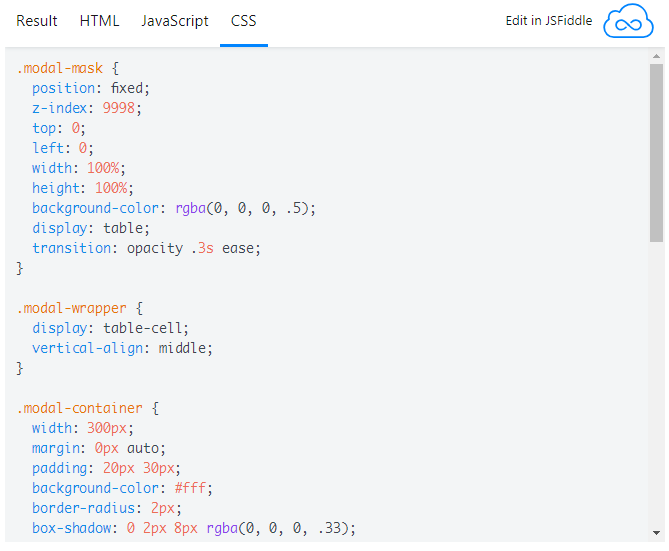 Result HTML JavaScript CSS Edit in JSFiddle
.modal-mask {
  position: fixed;
  z-index: 9998;
  top: 0;
  left: 0;
  width: 100%;
  height: 100%;
  background-color: rgba(0, 0, 0, .5);
  display: table;
  transition: opacity .3s ease;
}

.modal-wrapper {
  display: table-cell;
  vertical-align: middle;
}

.modal-container {
  width: 300px;
  margin: 0px auto;
  padding: 20px 30px;
  background-color: #fff;
  border-radius: 2px;
  box-shadow: 0 2px 8px rgba(0, 0, 0, .33);